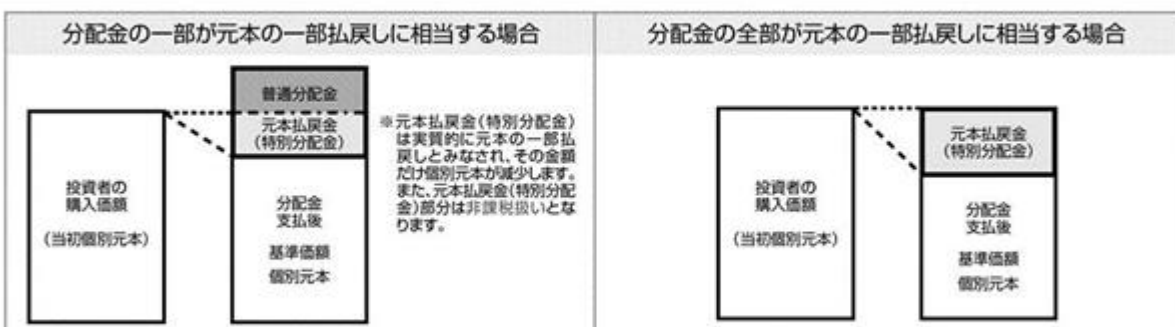 分配金の一部が元本の一部払戻しに相当する場合
普通分配金
元本払戻金
(特別分配金)
投資者の
購入価額
(当初個別元本)
分配金
支払後
基準価額
個別元本
※元本払戻金(特別分配金)
は実質的に元本の一部払
戻しとみなされ、その金額
だけ個別元本が減少します。
また、元本払戻金(特別分配
金)部分は非課税扱いとな
ります。
分配金の全部が元本の一部払戻しに相当する場合
元本払戻金
(特別分配金)
投資者の
購入価額
(当初個別元本)
分配金
支払後
基準価額
個別元本